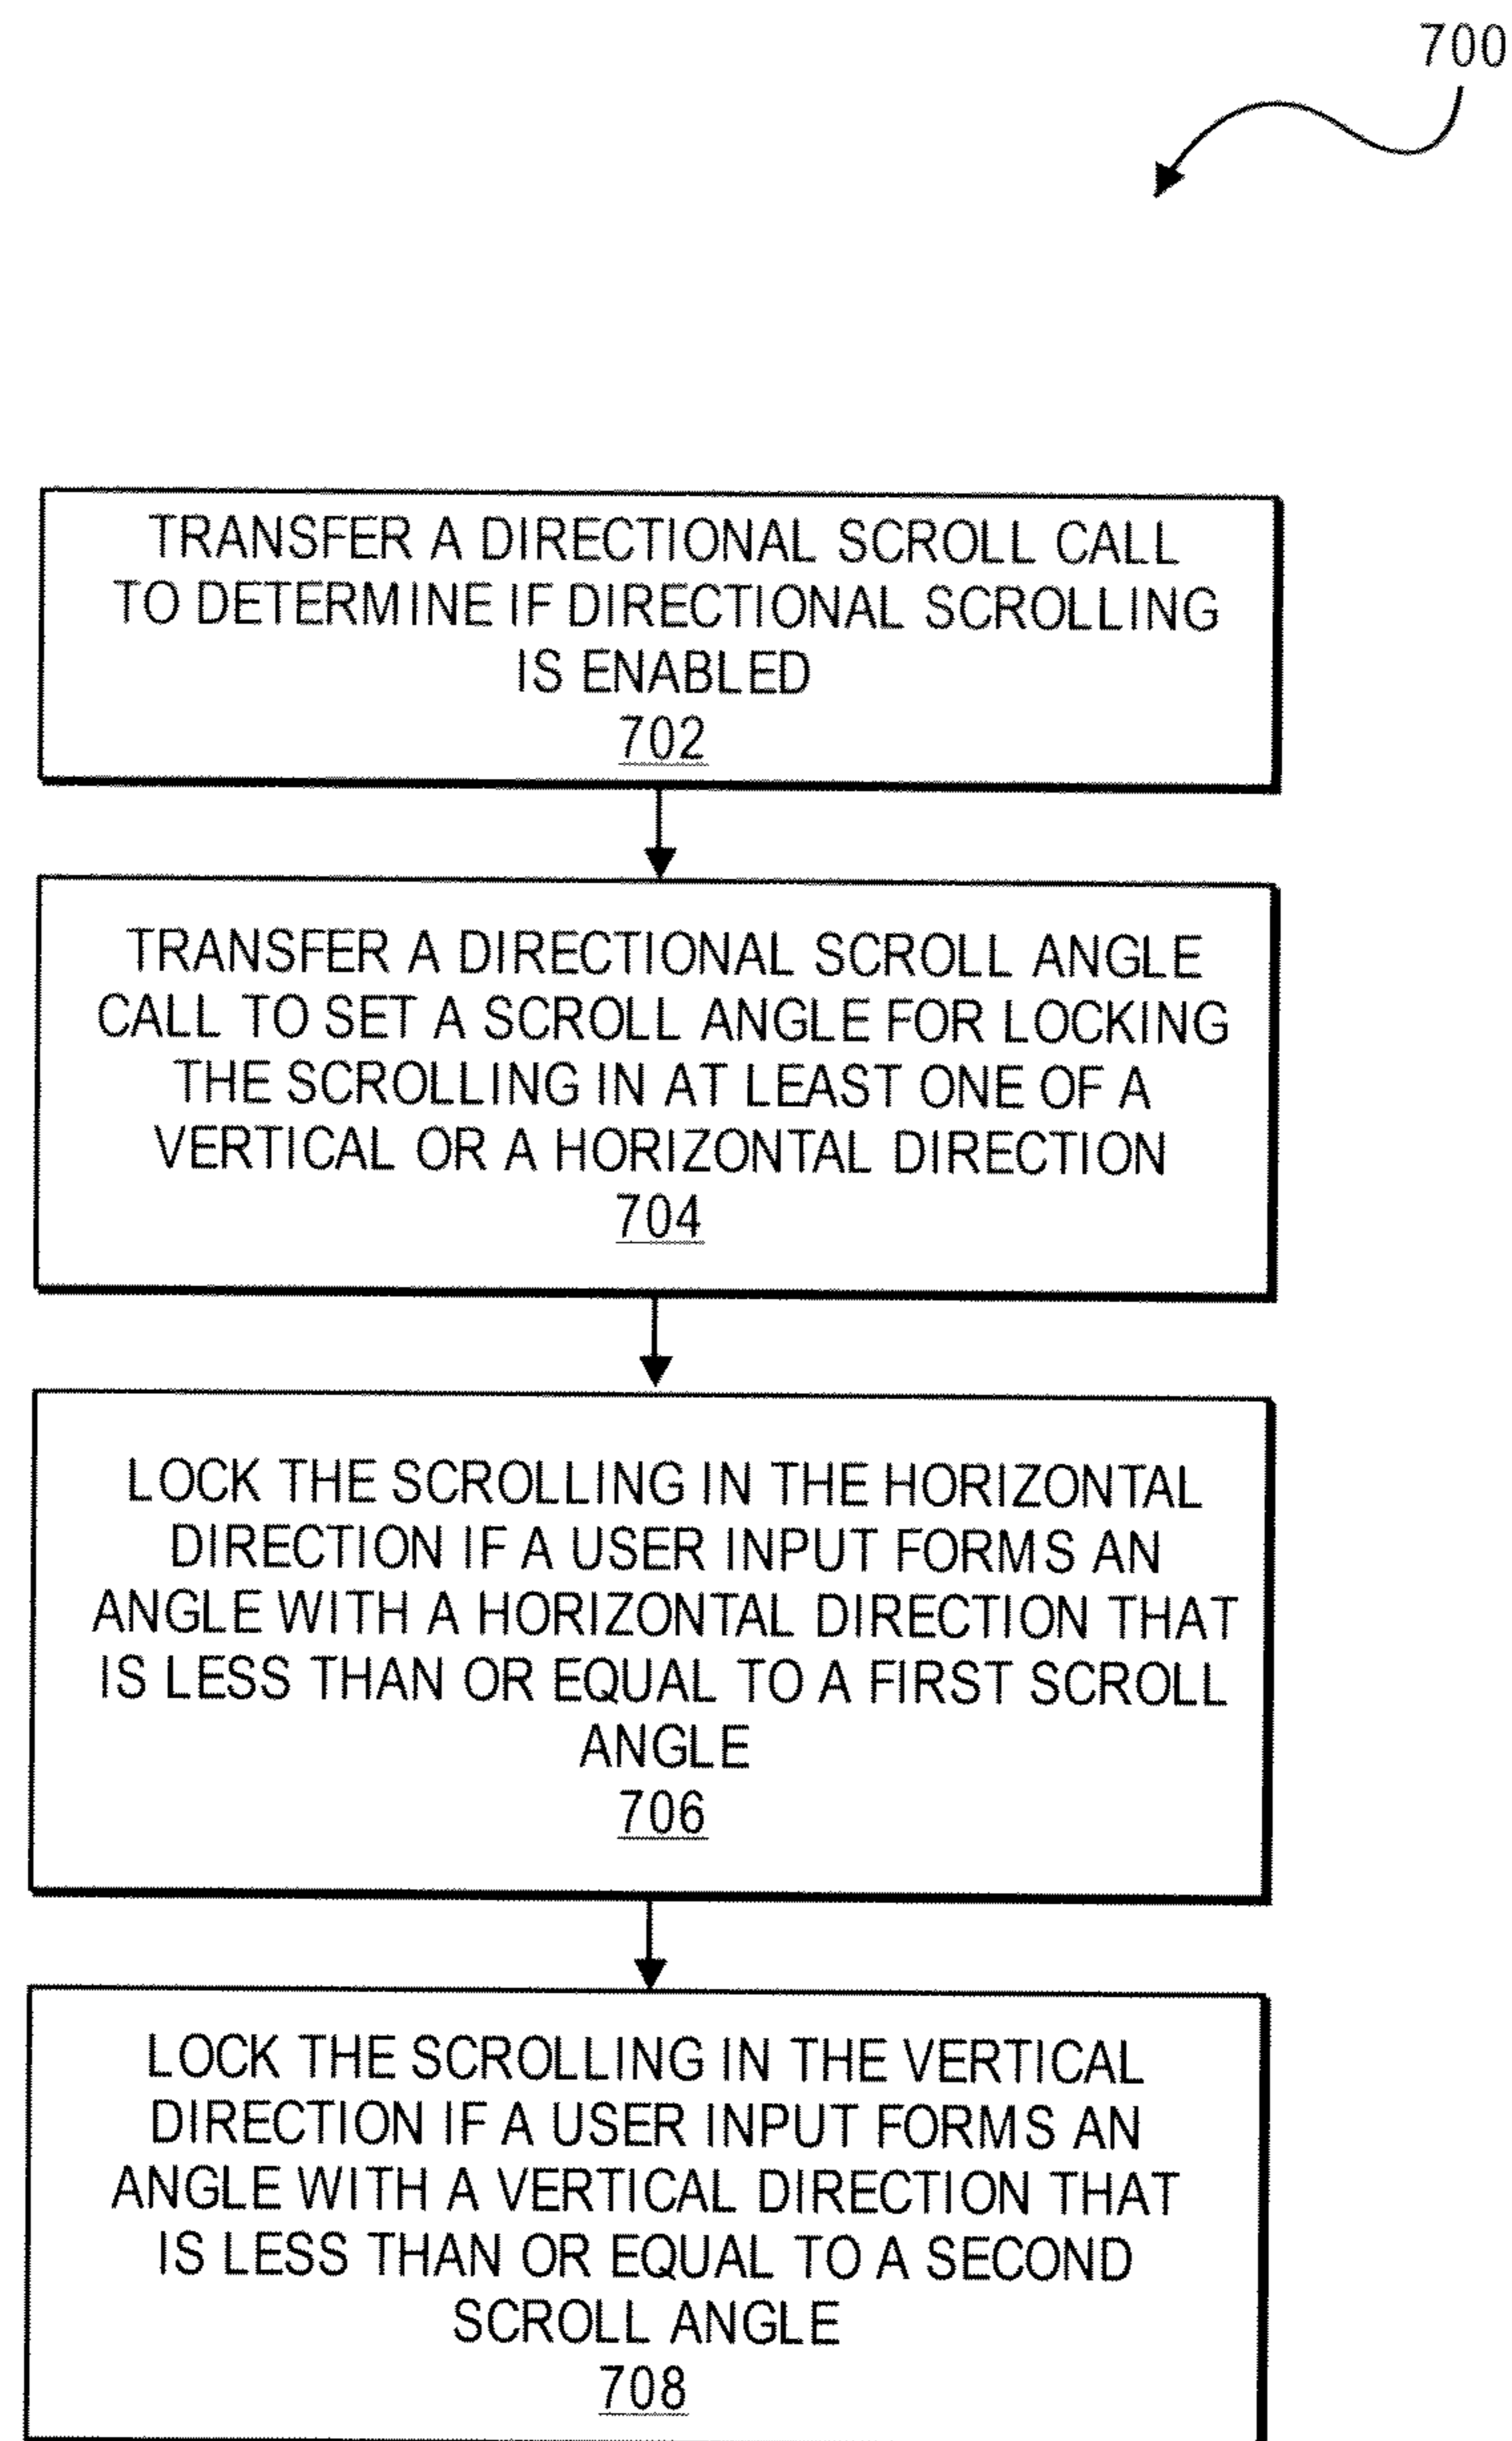 700
TRANSFER A DIRECTIONAL SCROLL CALL
TO DETERMINE IF DIRECTIONAL SCROLLING
IS ENABLED
702
TRANSFER A DIRECTIONAL SCROLL ANGLE
CALL TO SET A SCROLL ANGLE FOR LOCKING
THE SCROLLING IN AT LEAST ONE OF A
VERTICAL OR A HORIZONTAL DIRECTION
704
LOCK THE SCROLLING IN THE HORIZONTAL
DIRECTION IF A USER INPUT FORMS AN
ANGLE WITH A HORIZONTAL DIRECTION THAT
IS LESS THAN OR EQUAL TO A FIRST SCROLL
ANGLE
706
LOCK THE SCROLLING IN THE VERTICAL
DIRECTION IF A USER INPUT FORMS AN
ANGLE WITH A VERTICAL DIRECTION THAT
IS LESS THAN OR EQUAL TO A SECOND
SCROLL ANGLE
708